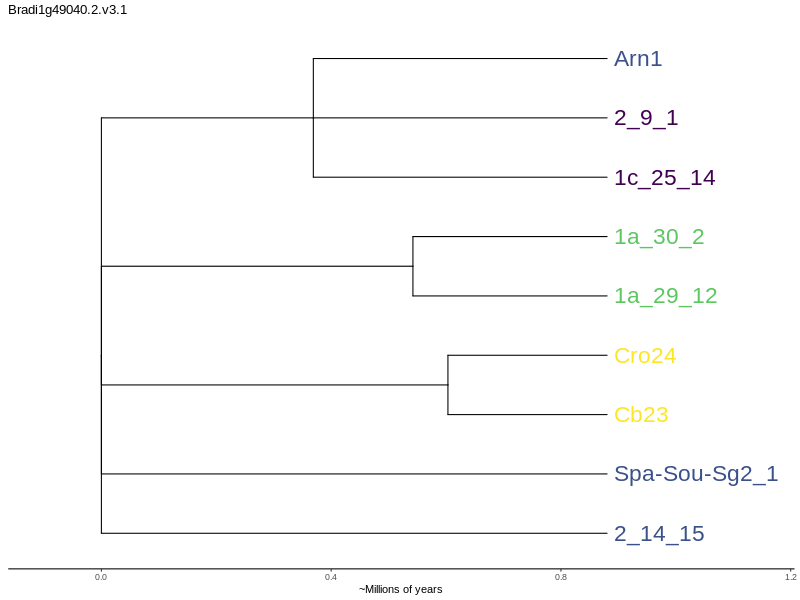 Bradi1g49040.2.v3.1
Arn1
2_9_1
1c_25_14
1a_30_2
1a_29_12
Cro24
Cb23
Spa-Sou-Sg2_1
2_14_15
0.0 0.4 0.8 1.2
~Millions of years